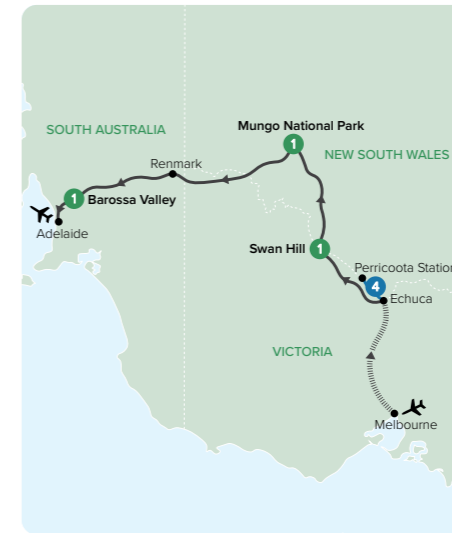 Mungo National Park
1
SOUTH AUSTRALIA
NEW SOUTH WALES
Renmark
1
Barossa Valley
Adelaide
Swan Hill
1
Perricoota Station
4
Echuca
VICTORIA
Melbourne